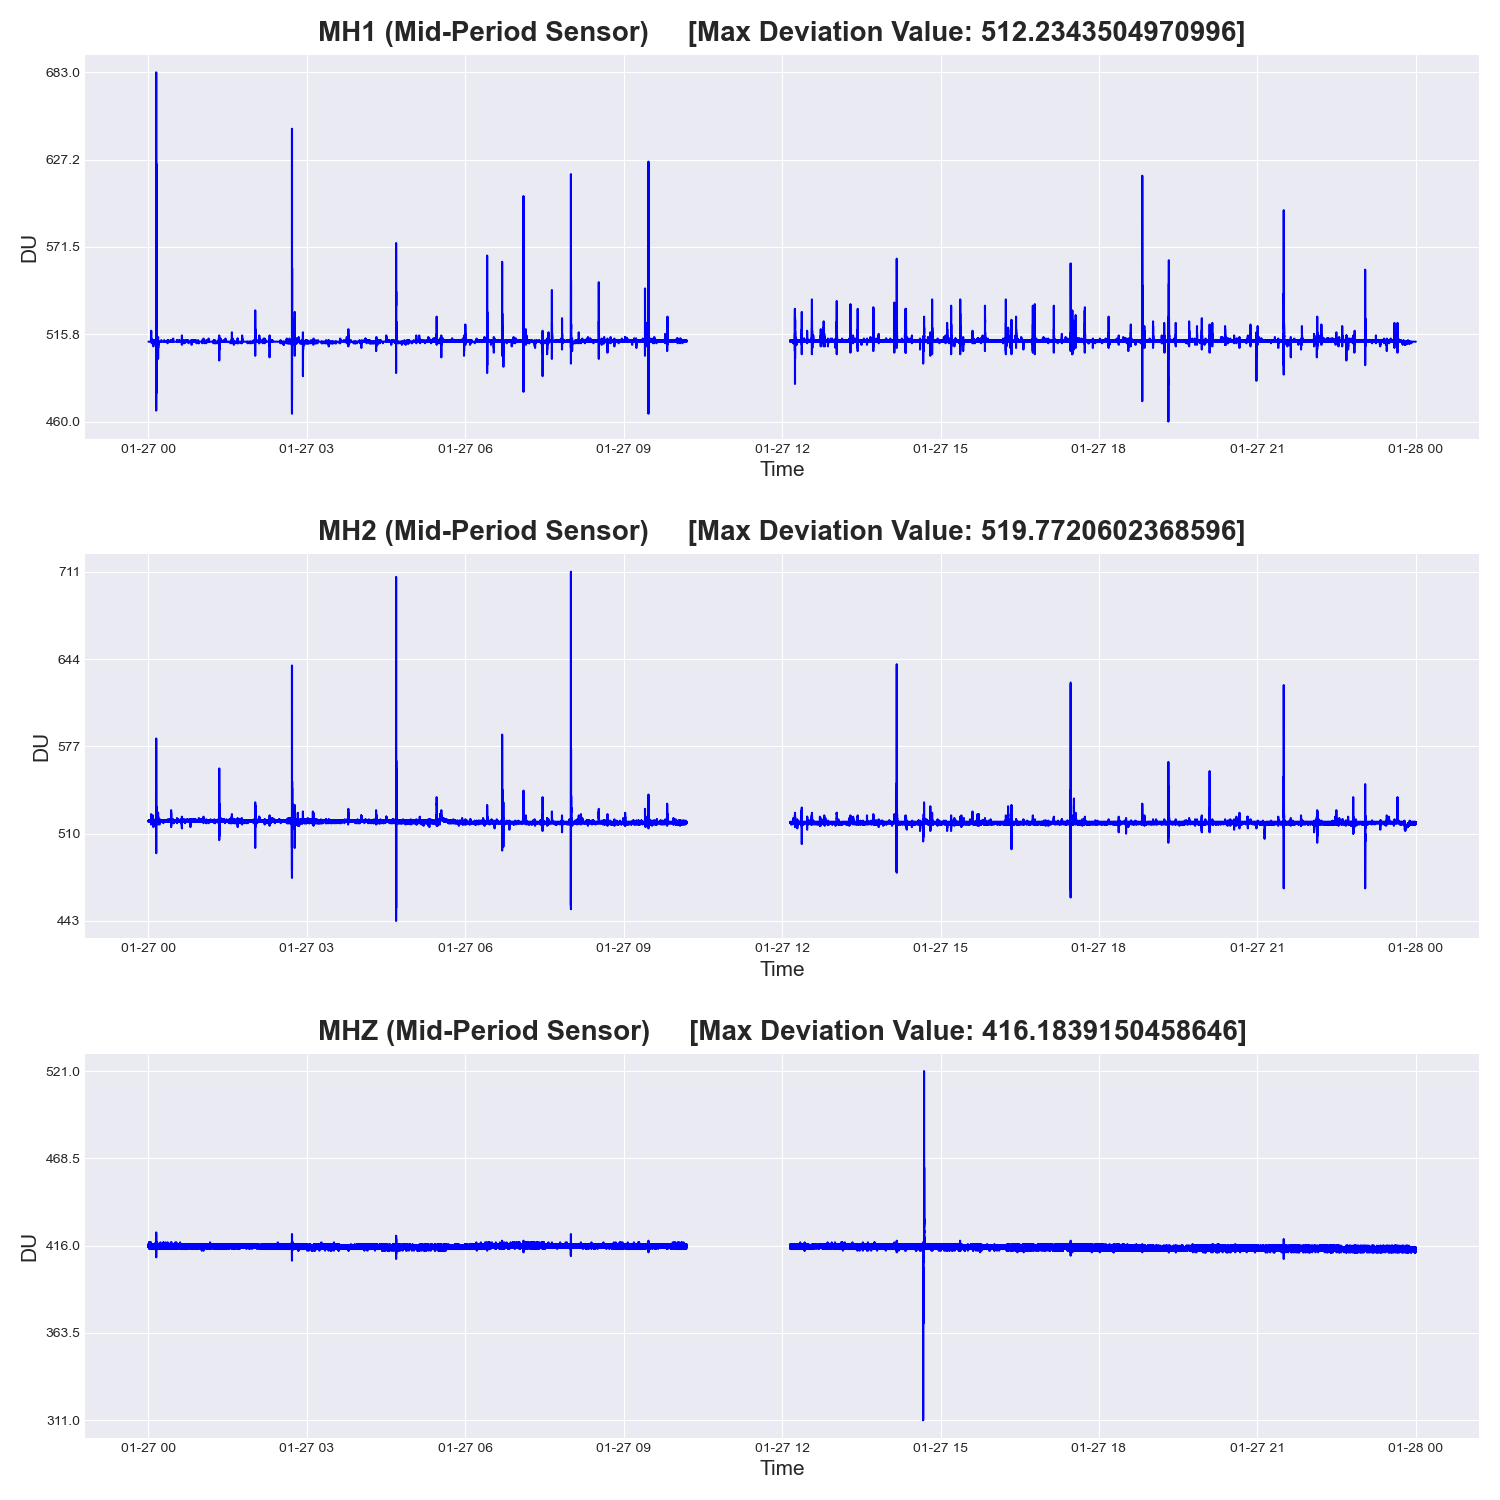 MH1 (Mid-Period Sensor) [Max Deviation Value: 512.2343504970996]
683.0
627.2
571.5
515.8
460.0
DU
01-27 00 01-27 03 01-27 06 01-27 09 01-27 12 01-27 15 01-27 18 01-27 21 01-28 00
Time
MH2 (Mid-Period Sensor) [Max Deviation Value: 519.7720602368596]
711
644
577
510
443
DU
01-27 00 01-27 03 01-27 06 01-27 09 01-27 12 01-27 15 01-27 18 01-27 21 01-28 00
Time
MHZ (Mid-Period Sensor) [Max Deviation Value: 416.1839150458646]
521.0
468.5
416.0
363.5
311.0
DU
01-27 00 01-27 03 01-27 06 01-27 09 01-27 12 01-27 15 01-27 18 01-27 21 01-28 00
Time